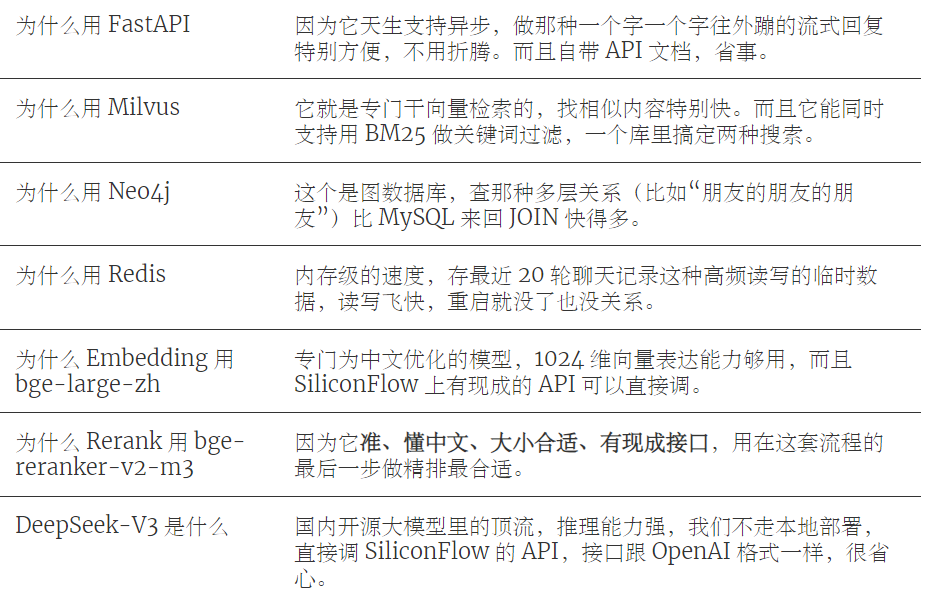 为什么用 FastAPI
因为它天生支持异步，做那种一个字一个字往外蹦的流式回复
特别方便，不用折腾。而且自带 API 文档，省事。
为什么用 Milvus
它就是专门干向量检索的，找相似内容特别快。而且它能同时
支持用 BM25 做关键词过滤，一个库里搞定两种搜索。
为什么用 Neo4j
这个是图数据库，查那种多层关系（比如“朋友的朋友的朋
友”）比 MySQL 来回 JOIN 快得多。
为什么用 Redis
内存级的速度，存最近 20 轮聊天记录这种高频读写的临时数
据，读写飞快，重启就没了也没关系。
为什么 Embedding 用
bge-large-zh
专门为中文优化的模型，1024 维向量表达能力够用，而且
SiliconFlow 上有现成的 API 可以直接调。
为什么 Rerank 用 bge-
reranker-v2-m3
因为它准、懂中文、大小合适、有现成接口，用在这套流程的
最后一步做精排最合适。
DeepSeek-V3 是什么
国内开源大模型里的顶流，推理能力强，我们不走本地部署，
直接调 SiliconFlow 的 API，接口跟 OpenAI 格式一样，很省
心。